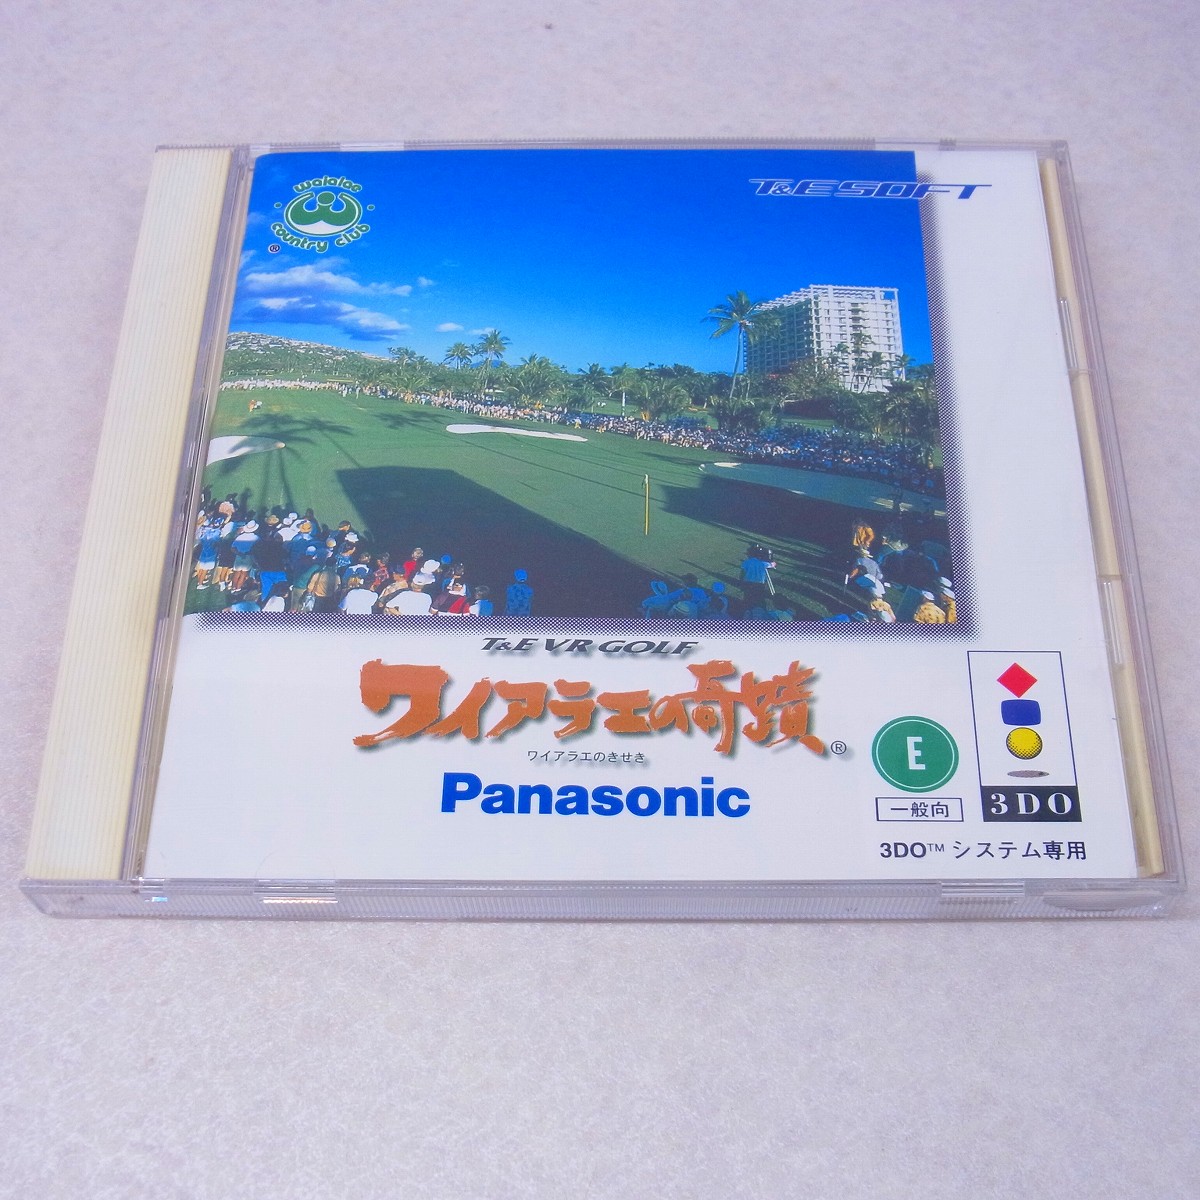 waialae
country club
®
T&E SOFT
T&E VR GOLF
ワイアラエの奇蹟®
ワイアラエのきせき
Panasonic
E
一般向
3DO
3DO™ システム専用